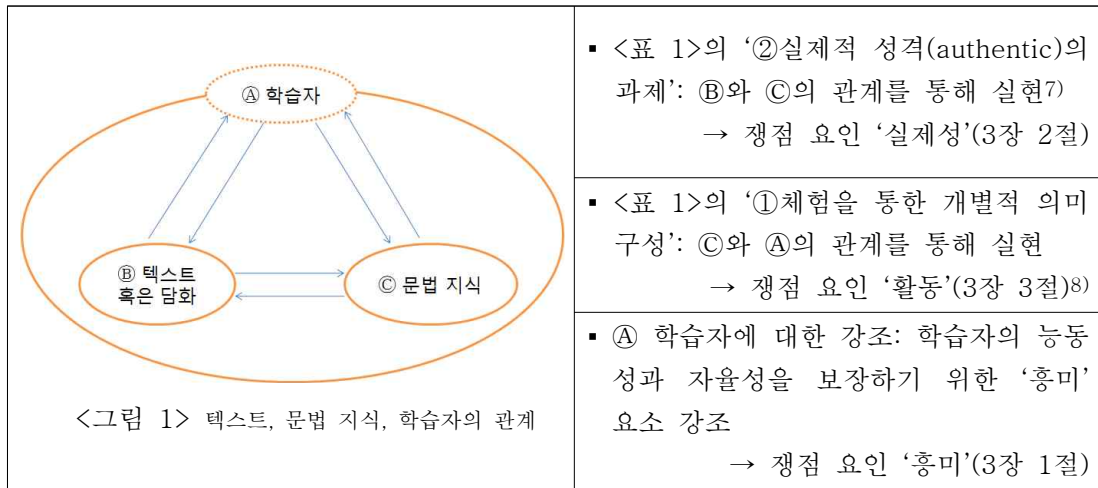 Ⓐ 학습자
Ⓑ 텍스트
혹은 담화
Ⓒ 문법 지식
<그림 1> 텍스트, 문법 지식, 학습자의 관계
▪ <표 1>의 ‘②실제적 성격(authentic)의
과제’: Ⓑ와 Ⓒ의 관계를 통해 실현7)
→ 쟁점 요인 ‘실제성’(3장 2절)
▪ <표 1>의 ‘①체험을 통한 개별적 의미
구성’: Ⓒ와 Ⓐ의 관계를 통해 실현
→ 쟁점 요인 ‘활동’(3장 3절)8)
▪ Ⓐ 학습자에 대한 강조: 학습자의 능동
성과 자율성을 보장하기 위한 ‘흥미’
요소 강조
→ 쟁점 요인 ‘흥미’(3장 1절)